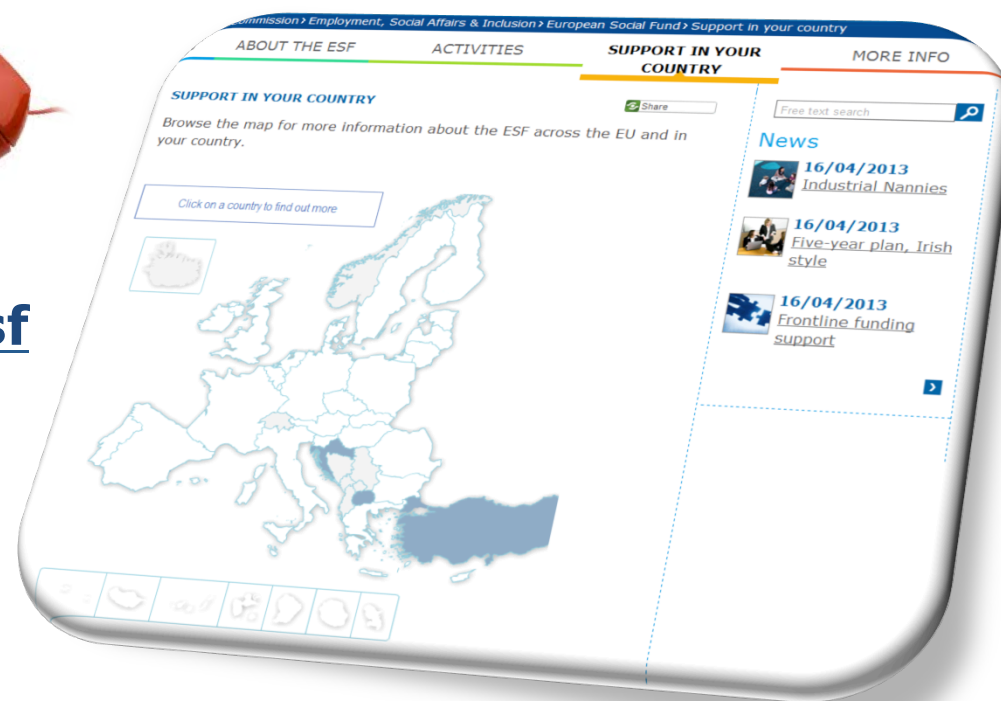 Employment, Social Affairs & Inclusion › European Social Fund › Support in your country
ABOUT THE ESF
ACTIVITIES
SUPPORT IN YOUR
COUNTRY
MORE INFO
SUPPORT IN YOUR COUNTRY
Share
Browse the map for more information about the ESF across the EU and in
your country.
Click on a country to find out more
Free text search
News
16/04/2013
Industrial Nannies
16/04/2013
Five-year plan, Irish
style
16/04/2013
Frontline funding
support
sf